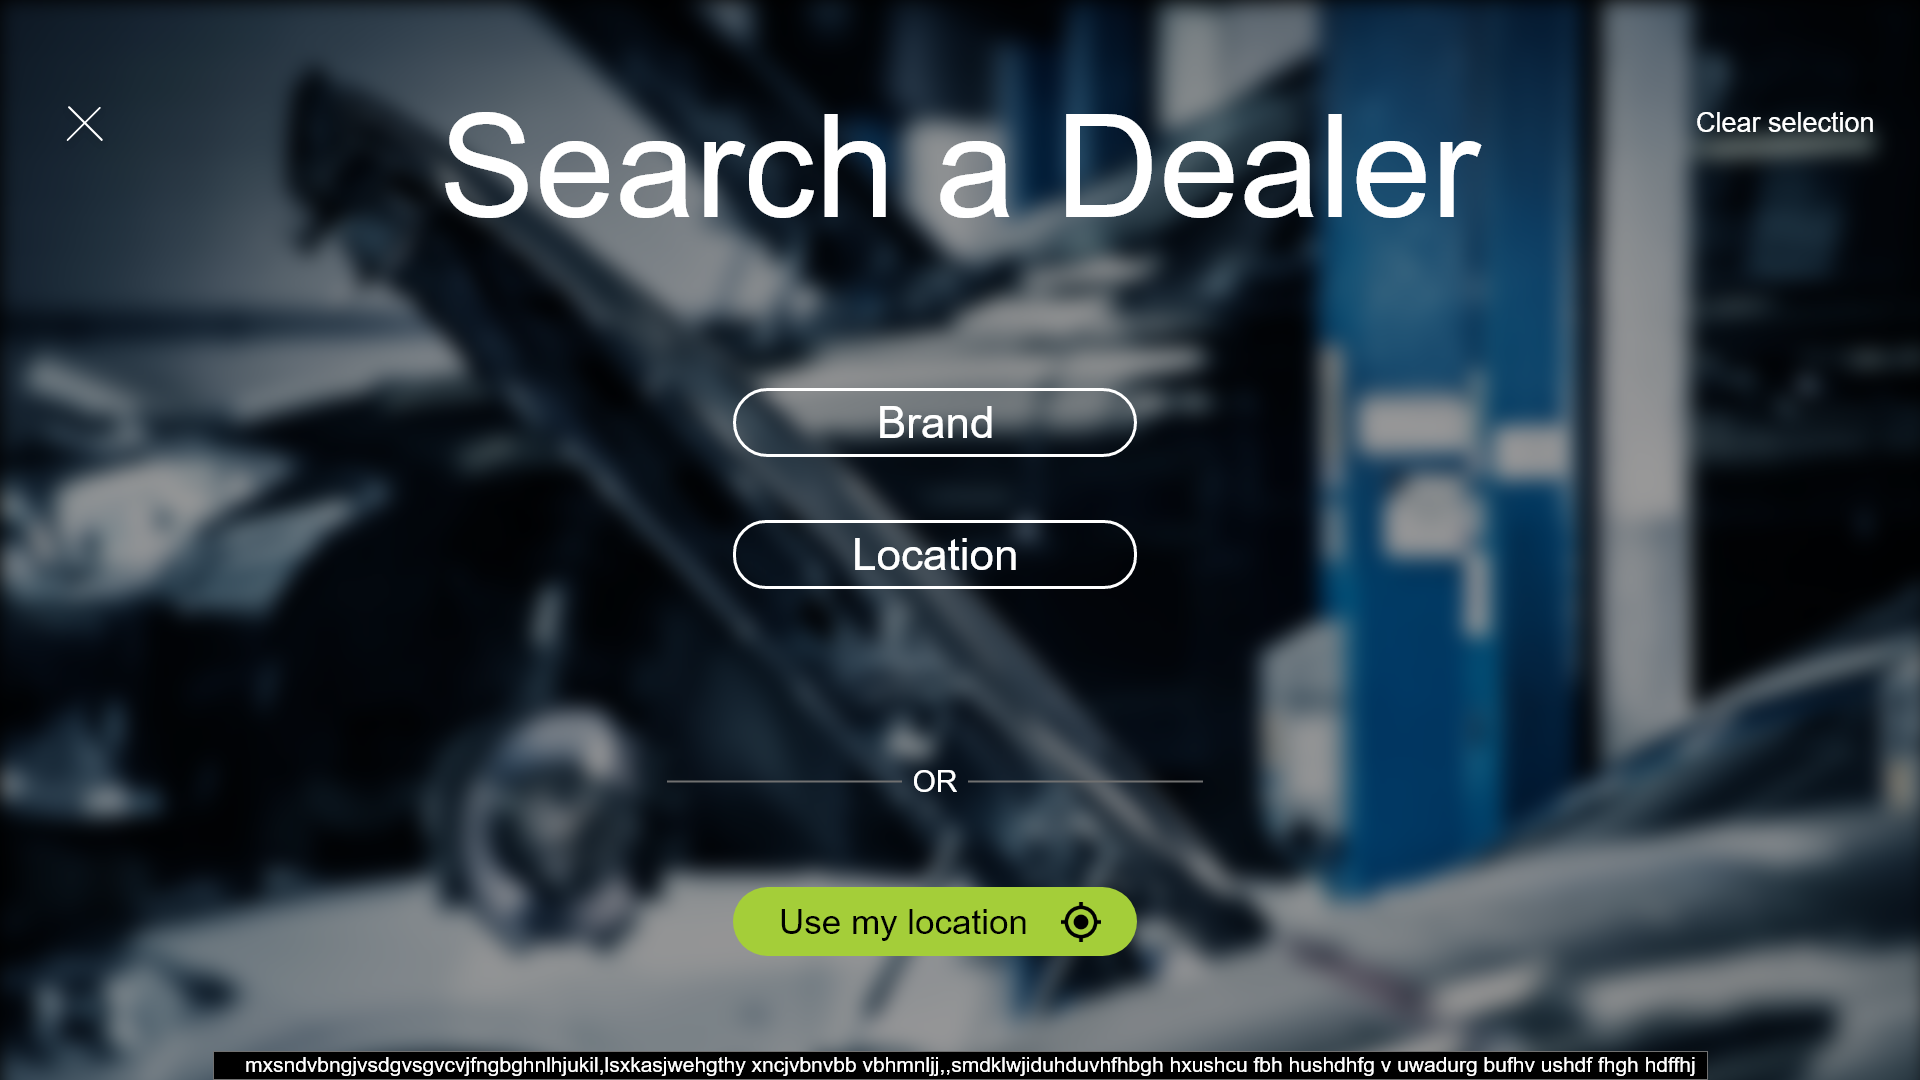 Search a Dealer
Clear selection
Brand
Location
OR
Use my location
mxsndvbngjvsdgvsgvcvjfngbghnlhjukil,lsxkasjwehgthy xncjvbnvbb vbhmnljj,,smdklwjiduhduvhfhbgh hxushcu fbh hushdhfg v uwadurg bufhv ushdf fhgh hdffhj